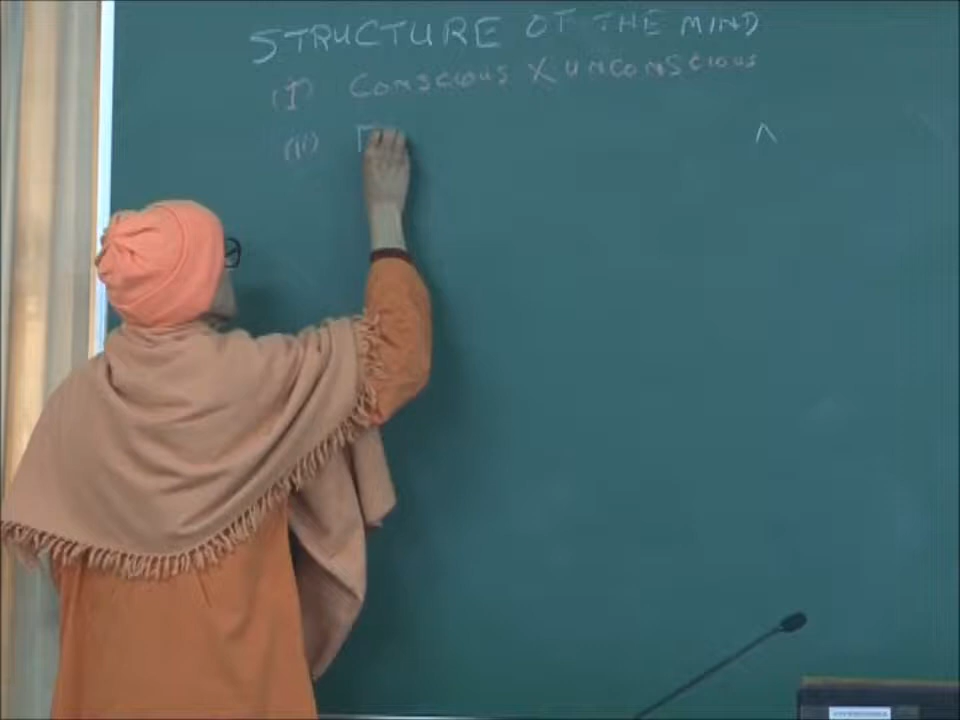 STRUCTURE OF THE MIND
(I) CONSCIOUS X UNCONSCIOUS
(ii)